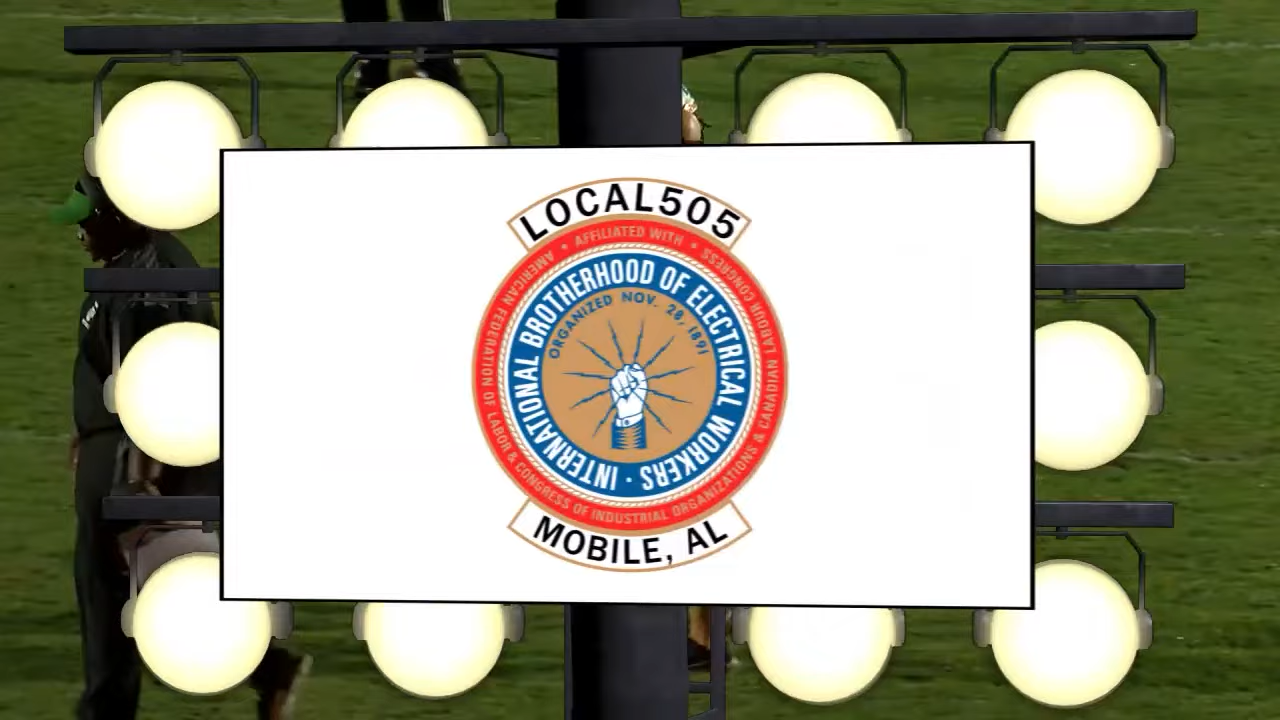 LOCAL505
AMERICAN FEDERATION OF LABOR & CONGRESS OF INDUSTRIAL ORGANIZATIONS & CANADIAN LABOUR CONGRESS • AFFILIATED WITH •
INTERNATIONAL BROTHERHOOD OF ELECTRICAL WORKERS ·
ORGANIZED NOV. 28, 1891
MOBILE, AL